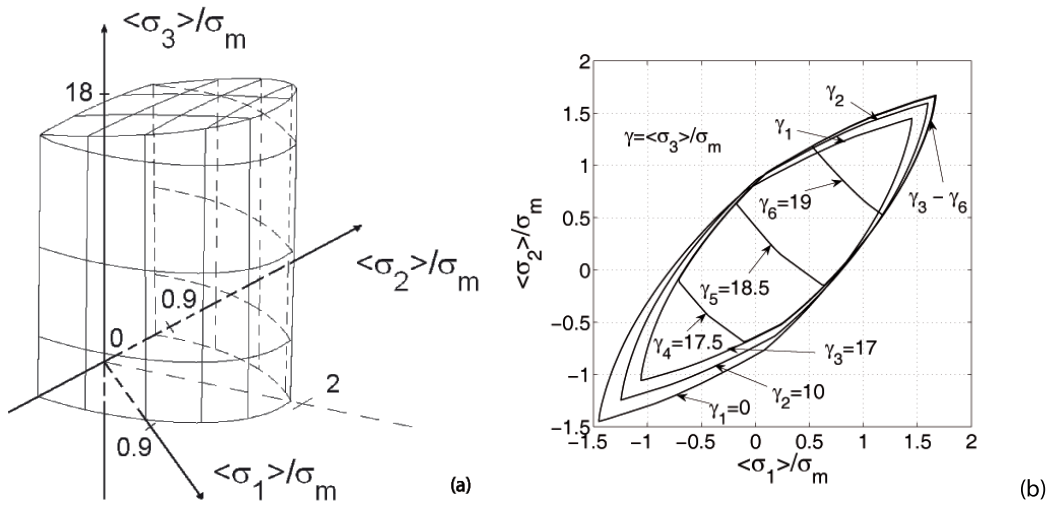 <σ₃>/σₘ
18
<σ₂>/σₘ
0.9
0
2
0.9
<σ₁>/σₘ
(a)
2
1.5
1
0.5
0
-0.5
-1
-1.5
<σ₂>/σₘ
γ=<σ₃>/σₘ
γ₂
γ₁
γ₆=19
γ₃ – γ₆
γ₅=18.5
γ₄=17.5
γ₃=17
γ₂=10
γ₁=0
-1.5 -1 -0.5 0 0.5 1 1.5 2
<σ₁>/σₘ
(b)